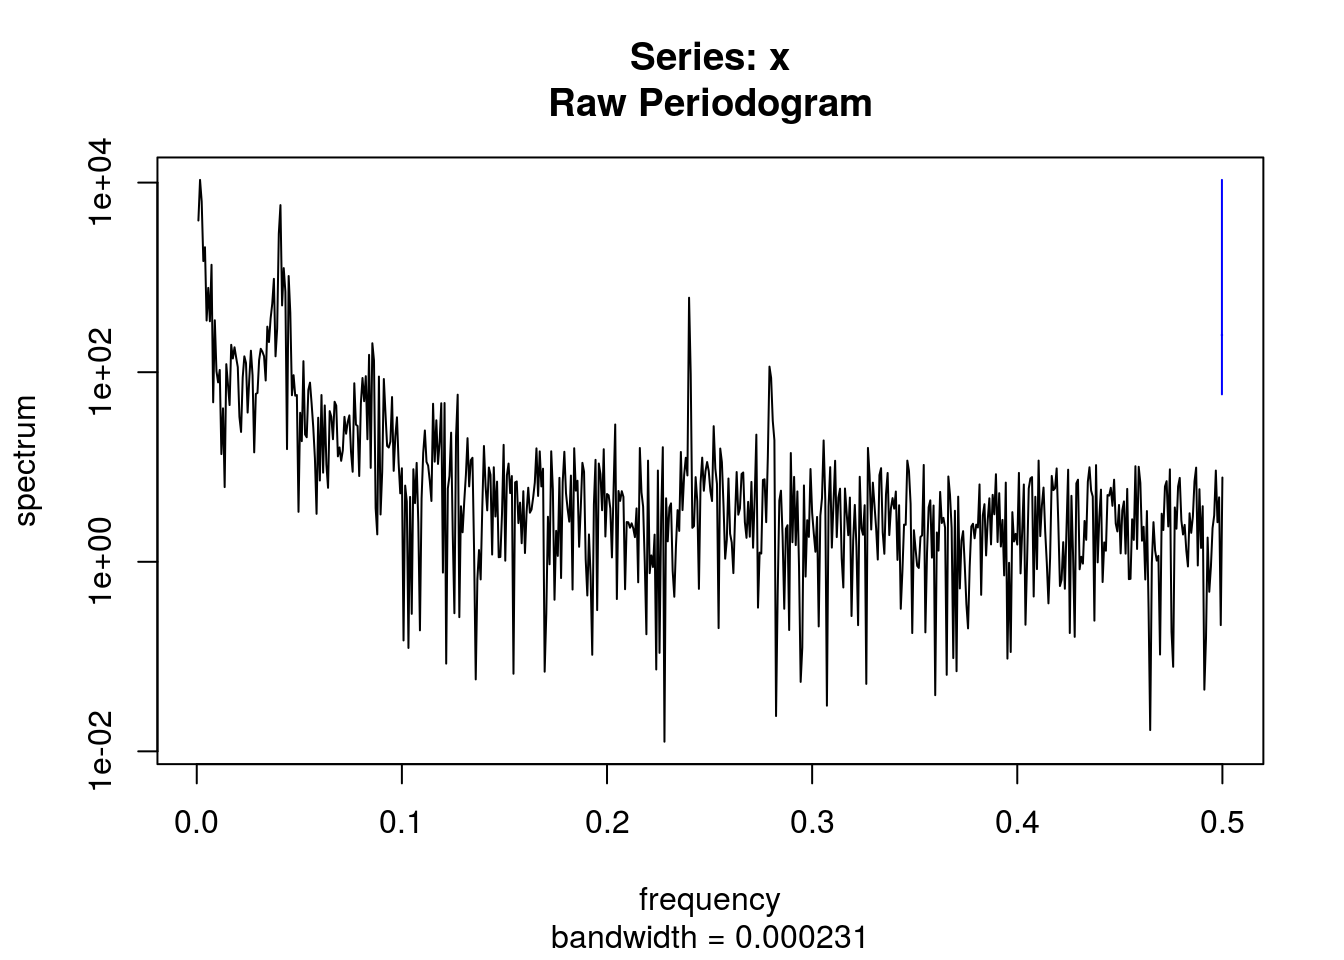 Series: x
Raw Periodogram
spectrum
1e+04
1e+02
1e+00
1e-02
0.0 0.1 0.2 0.3 0.4 0.5
frequency
bandwidth = 0.000231